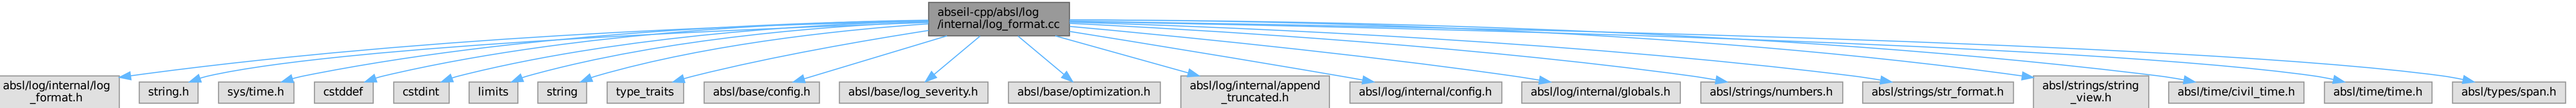 abseil-cpp/absl/log
/internal/log_format.cc
absl/log/internal/log
_format.h
string.h
sys/time.h
cstddef
cstdint
limits
string
type_traits
absl/base/config.h
absl/base/log_severity.h
absl/base/optimization.h
absl/log/internal/append
_truncated.h
absl/log/internal/config.h
absl/log/internal/globals.h
absl/strings/numbers.h
absl/strings/str_format.h
absl/strings/string
_view.h
absl/time/civil_time.h
absl/time/time.h
absl/types/span.h